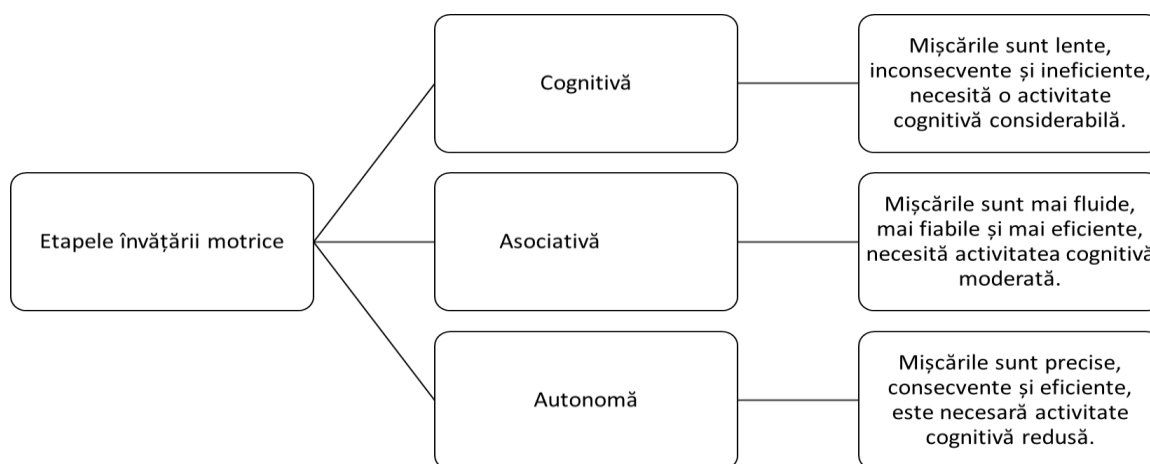 Etapele învățării motrice
Cognitivă
Mișcările sunt lente,
inconsecvente și ineficiente,
necesită o activitate
cognitivă considerabilă.
Asociativă
Mișcările sunt mai fluide,
mai fiabile și mai eficiente,
necesită activitatea cognitivă
moderată.
Autonomă
Mișcările sunt precise,
consecvente și eficiente,
este necesară activitate
cognitivă redusă.